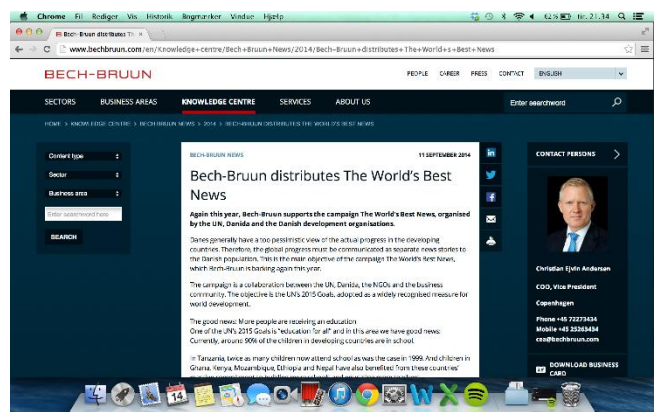 Chrome Fil Rediger Vis Historik Bogmærker Vindue Hjælp 62% tir. 21.34
Bech-Bruun distributes Th
www.bechbruun.com/en/Knowledge+centre/Bech+Bruun+News/2014/Bech-Bruun+distributes+The+World+s+Best+News
BECH-BRUUN
PEOPLE CAREER PRESS CONTACT ENGLISH
SECTORS BUSINESS AREAS KNOWLEDGE CENTRE SERVICES ABOUT US Enter searchword
HOME > KNOWLEDGE CENTRE > BECH-BRUUN NEWS > 2014 > BECH-BRUUN DISTRIBUTES THE WORLD'S BEST NEWS
Content type
Sector
Business area
Enter searchword here
SEARCH
BECH-BRUUN NEWS 11 SEPTEMBER 2014
Bech-Bruun distributes The World's Best
News
Again this year, Bech-Bruun supports the campaign The World's Best News, organised
by the UN, Danida and the Danish development organisations.
Danes generally have a too pessimistic view of the actual progress in the developing
countries. Therefore, the global progress must be communicated as separate news stories to
the Danish population. This is the main objective of the campaign The World's Best News,
which Bech-Bruun is backing again this year.
The campaign is a collaboration between the UN, Danida, the NGOs and the business
community. The objective is the UN's 2015 Goals, adopted as a widely recognised measure for
world development.
The good news: More people are receiving an education
One of the UN's 2015 Goals is "education for all" and in this area we have good news:
Currently, around 90% of the children in developing countries are in school.
In Tanzania, twice as many children now attend school as was the case in 1999. And children in
Ghana, Kenya, Mozambique, Ethiopia and Nepal have also benefited from these countries'
in
CONTACT PERSONS
Christian Ejvin Andersen
COO, Vice President
Copenhagen
Phone +45 72273434
Mobile +45 25263434
cea@bechbruun.com
DOWNLOAD BUSINESS
CARD
14